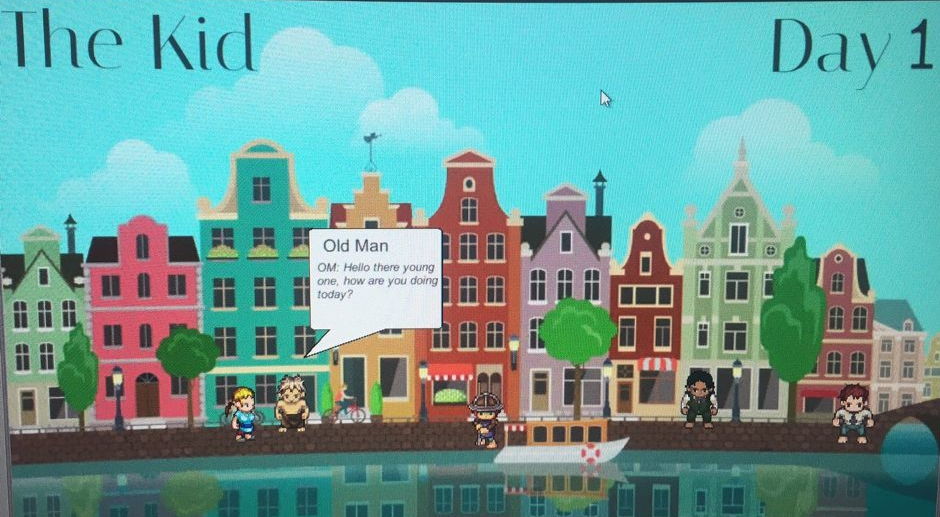 The Kid
Day 1
Old Man
OM: Hello there young
one, how are you doing
today?